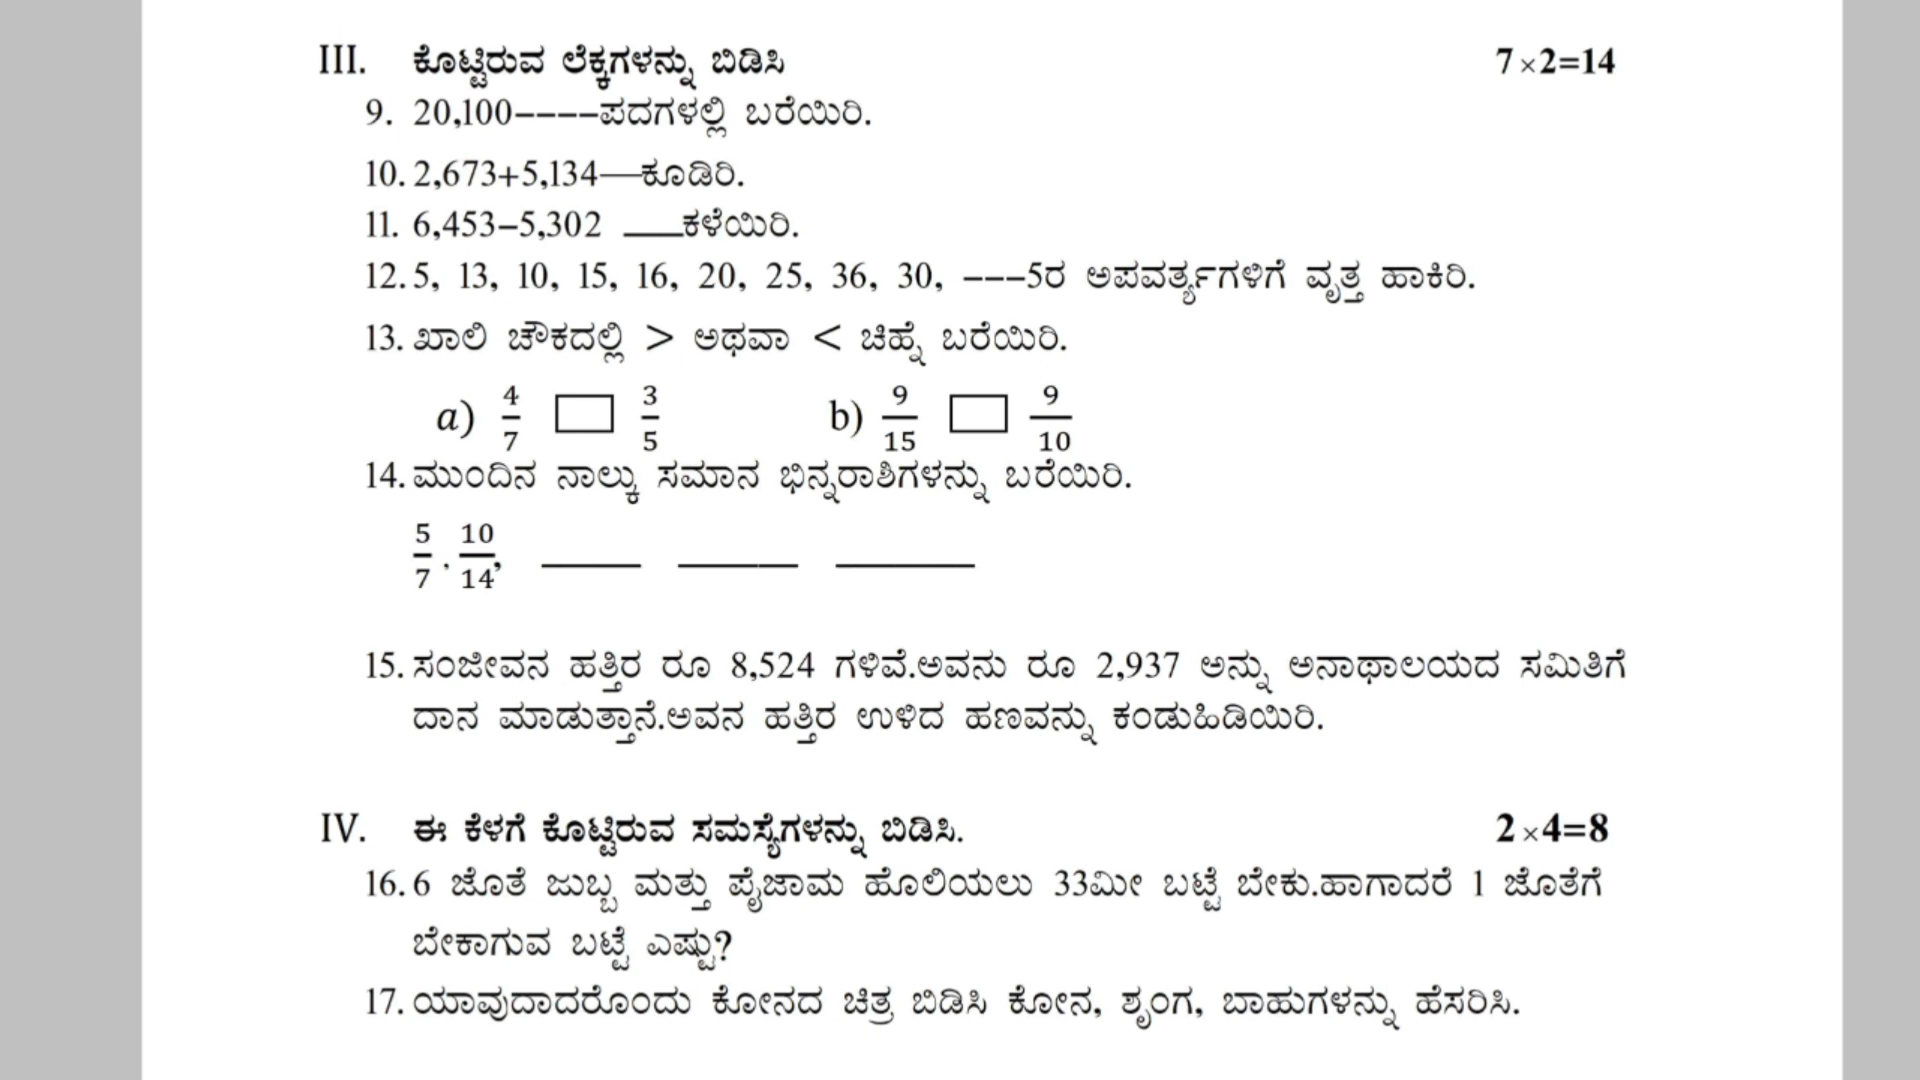 III. ಕೊಟ್ಟಿರುವ ಲೆಕ್ಕಗಳನ್ನು ಬಿಡಿಸಿ 7×2=14
9. 20,100----ಪದಗಳಲ್ಲಿ ಬರೆಯಿರಿ.
10. 2,673+5,134—ಕೂಡಿರಿ.
11. 6,453–5,302 ___ಕಳೆಯಿರಿ.
12. 5, 13, 10, 15, 16, 20, 25, 36, 30, ---5ರ ಅಪವರ್ತ್ಯಗಳಿಗೆ ವೃತ್ತ ಹಾಕಿರಿ.
13. ಖಾಲಿ ಚೌಕದಲ್ಲಿ > ಅಥವಾ < ಚಿಹ್ನೆ ಬರೆಯಿರಿ.
a) 4/7 □ 3/5 b) 9/15 □ 9/10
14. ಮುಂದಿನ ನಾಲ್ಕು ಸಮಾನ ಭಿನ್ನರಾಶಿಗಳನ್ನು ಬರೆಯಿರಿ.
5/7 , 10/14, _____ ______ _______
15. ಸಂಜೀವನ ಹತ್ತಿರ ರೂ 8,524 ಗಳಿವೆ.ಅವನು ರೂ 2,937 ಅನ್ನು ಅನಾಥಾಲಯದ ಸಮಿತಿಗೆ
ದಾನ ಮಾಡುತ್ತಾನೆ.ಅವನ ಹತ್ತಿರ ಉಳಿದ ಹಣವನ್ನು ಕಂಡುಹಿಡಿಯಿರಿ.
IV. ಈ ಕೆಳಗೆ ಕೊಟ್ಟಿರುವ ಸಮಸ್ಯೆಗಳನ್ನು ಬಿಡಿಸಿ. 2×4=8
16. 6 ಜೊತೆ ಜುಬ್ಬ ಮತ್ತು ಪೈಜಾಮ ಹೊಲಿಯಲು 33ಮೀ ಬಟ್ಟೆ ಬೇಕು.ಹಾಗಾದರೆ 1 ಜೊತೆಗೆ
ಬೇಕಾಗುವ ಬಟ್ಟೆ ಎಷ್ಟು?
17. ಯಾವುದಾದರೊಂದು ಕೋನದ ಚಿತ್ರ ಬಿಡಿಸಿ ಕೋನ, ಶೃಂಗ, ಬಾಹುಗಳನ್ನು ಹೆಸರಿಸಿ.